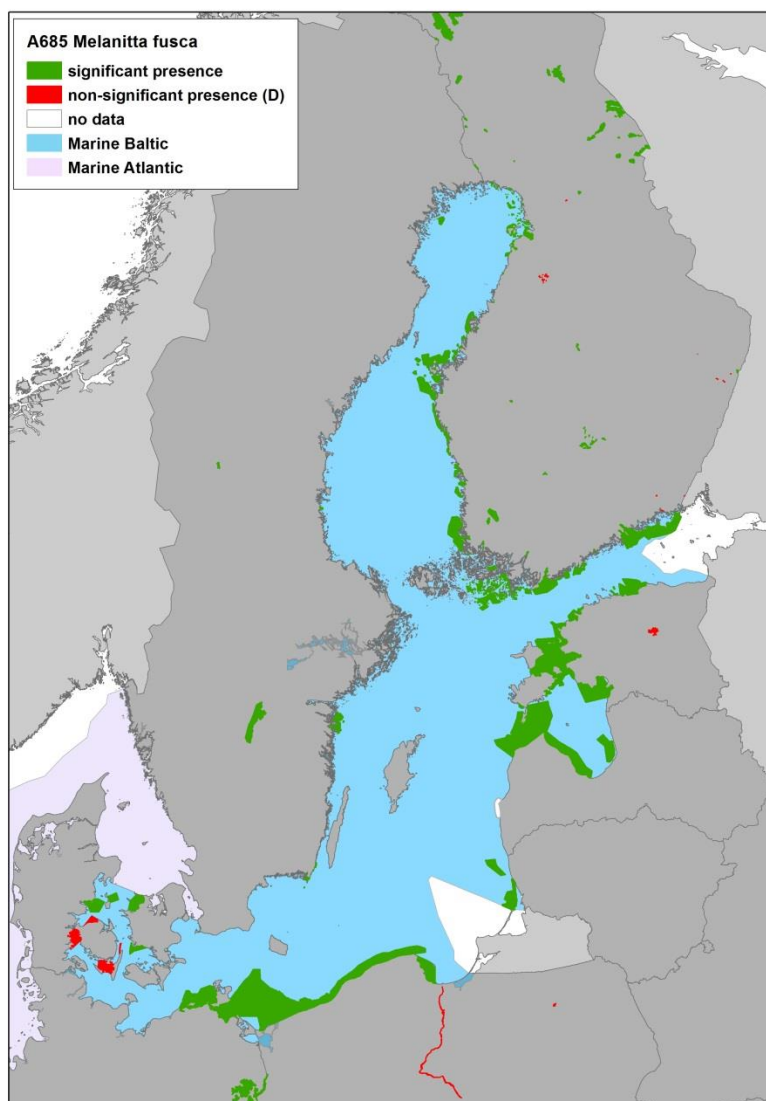 A685 Melanitta fusca
significant presence
non-significant presence (D)
no data
Marine Baltic
Marine Atlantic